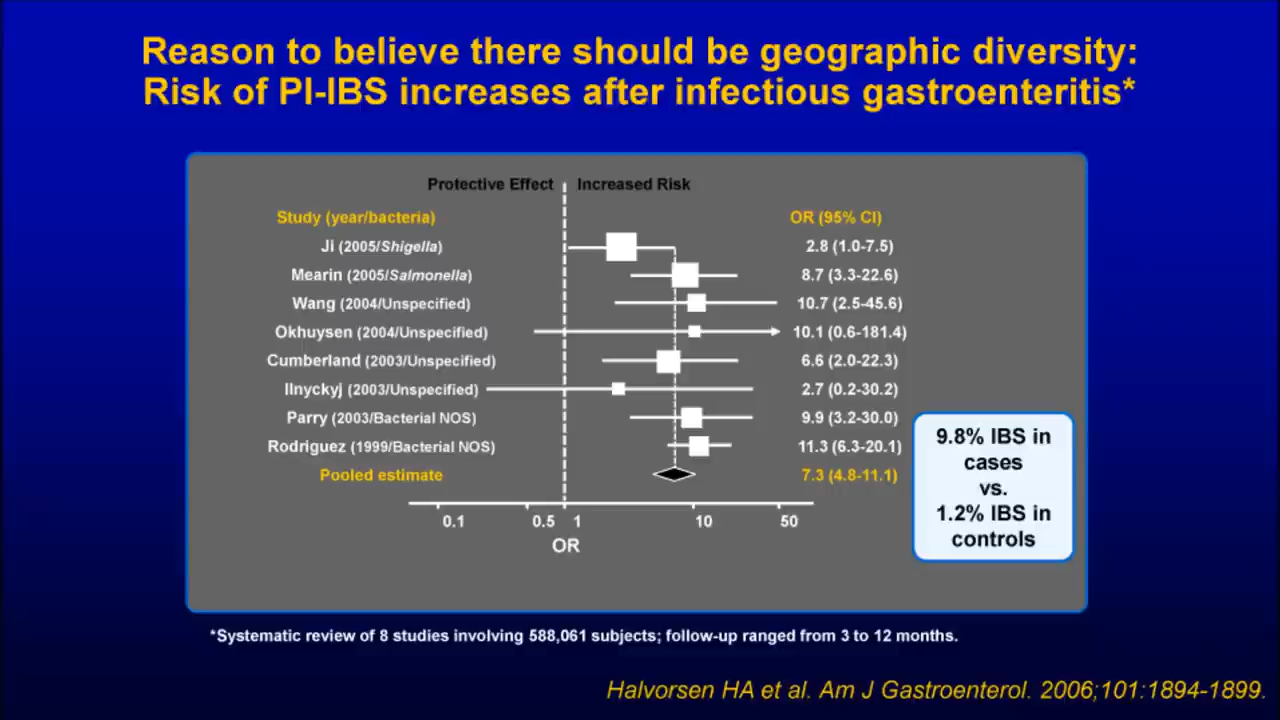 Reason to believe there should be geographic diversity:
Risk of PI-IBS increases after infectious gastroenteritis*
Protective Effect Increased Risk
Study (year/bacteria) OR (95% CI)
Ji (2005/Shigella) 2.8 (1.0-7.5)
Mearin (2005/Salmonella) 8.7 (3.3-22.6)
Wang (2004/Unspecified) 10.7 (2.5-45.6)
Okhuysen (2004/Unspecified) 10.1 (0.6-181.4)
Cumberland (2003/Unspecified) 6.6 (2.0-22.3)
Ilnyckyj (2003/Unspecified) 2.7 (0.2-30.2)
Parry (2003/Bacterial NOS) 9.9 (3.2-30.0)
Rodriguez (1999/Bacterial NOS) 11.3 (6.3-20.1)
Pooled estimate 7.3 (4.8-11.1)
0.1 0.5 1 10 50
OR
9.8% IBS in
cases
vs.
1.2% IBS in
controls
*Systematic review of 8 studies involving 588,061 subjects; follow-up ranged from 3 to 12 months.
Halvorsen HA et al. Am J Gastroenterol. 2006;101:1894-1899.